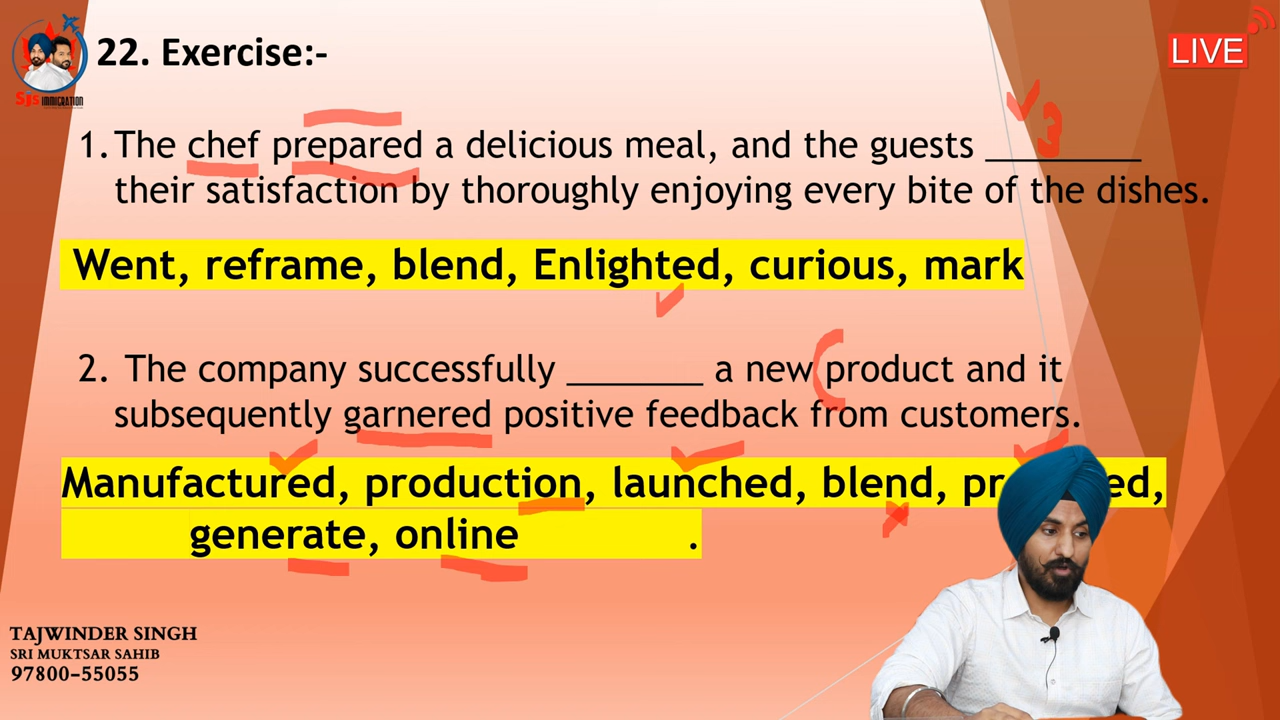 SJS IMMIGRATION
22. Exercise:-
LIVE
1. The chef prepared a delicious meal, and the guests ________
3
their satisfaction by thoroughly enjoying every bite of the dishes.
Went, reframe, blend, Enlighted, curious, mark
2. The company successfully _______ a new product and it
subsequently garnered positive feedback from customers.
Manufactured, production, launched, blend,
generate, online .
TAJWINDER SINGH
SRI MUKTSAR SAHIB
97800-55055